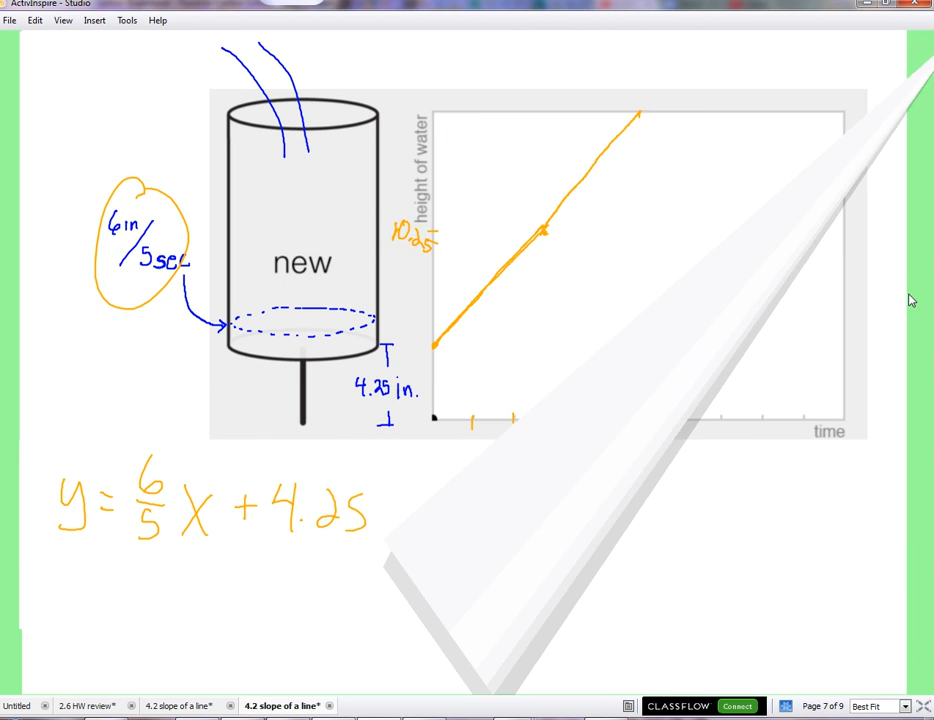 ActivInspire - Studio
File Edit View Insert Tools Help
6in/5sec
new
4.25 in.
height of water
10.25
time
y = 6/5 x + 4.25
Untitled 2.6 HW review* 4.2 slope of a line* 4.2 slope of a line* CLASSFLOW Connect Page 7 of 9 Best Fit